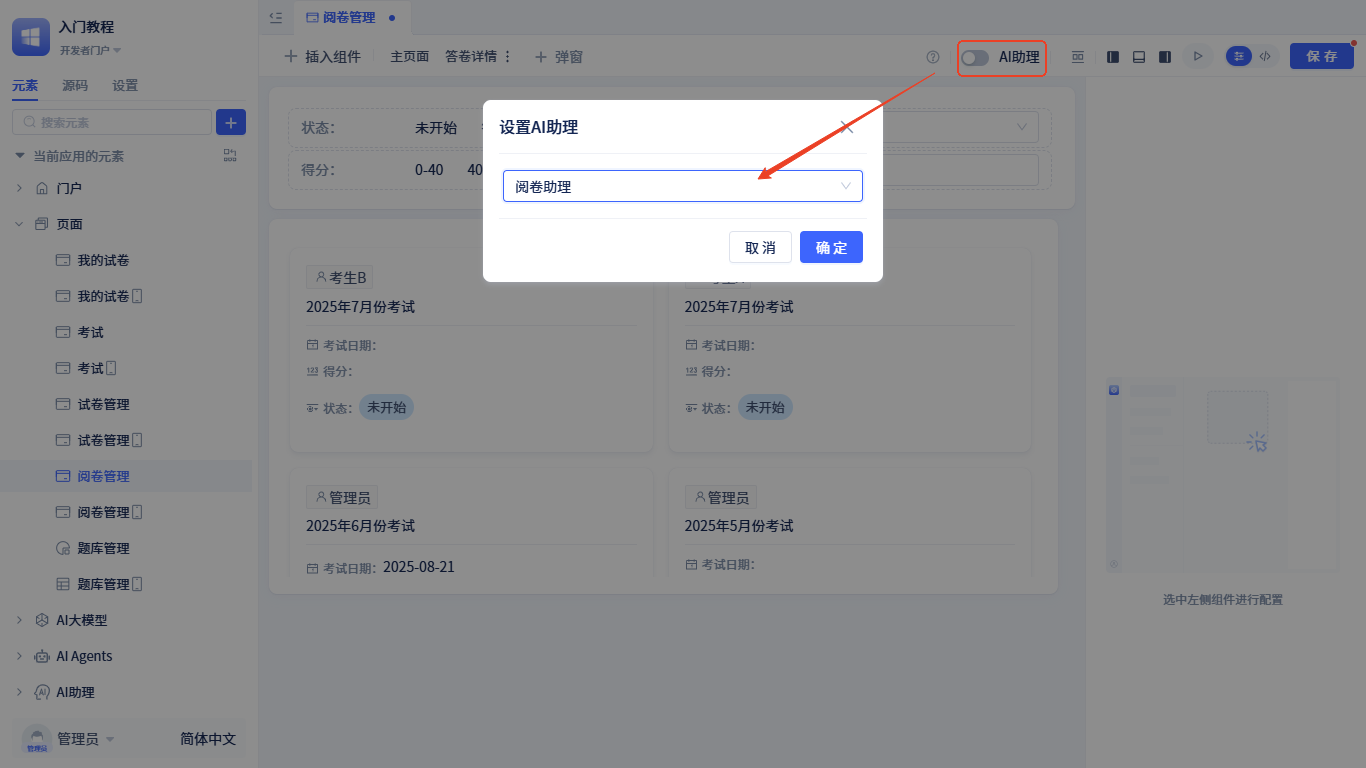 入门教程
开发者门户
元素 源码 设置
搜索元素
当前应用的元素
门户
页面
我的试卷
我的试卷
考试
考试
试卷管理
试卷管理
阅卷管理
阅卷管理
题库管理
题库管理
AI大模型
AI Agents
AI助理
管理员
管理员 简体中文
阅卷管理
插入组件 主页面 答卷详情 弹窗
AI助理
保存
状态: 未开始
得分: 0-40 40
设置AI助理
阅卷助理
取消 确定
考生B
2025年7月份考试
考试日期:
123 得分:
状态: 未开始
2025年7月份考试
考试日期:
123 得分:
状态: 未开始
管理员
2025年6月份考试
考试日期: 2025-08-21
管理员
2025年5月份考试
考试日期:
选中左侧组件进行配置